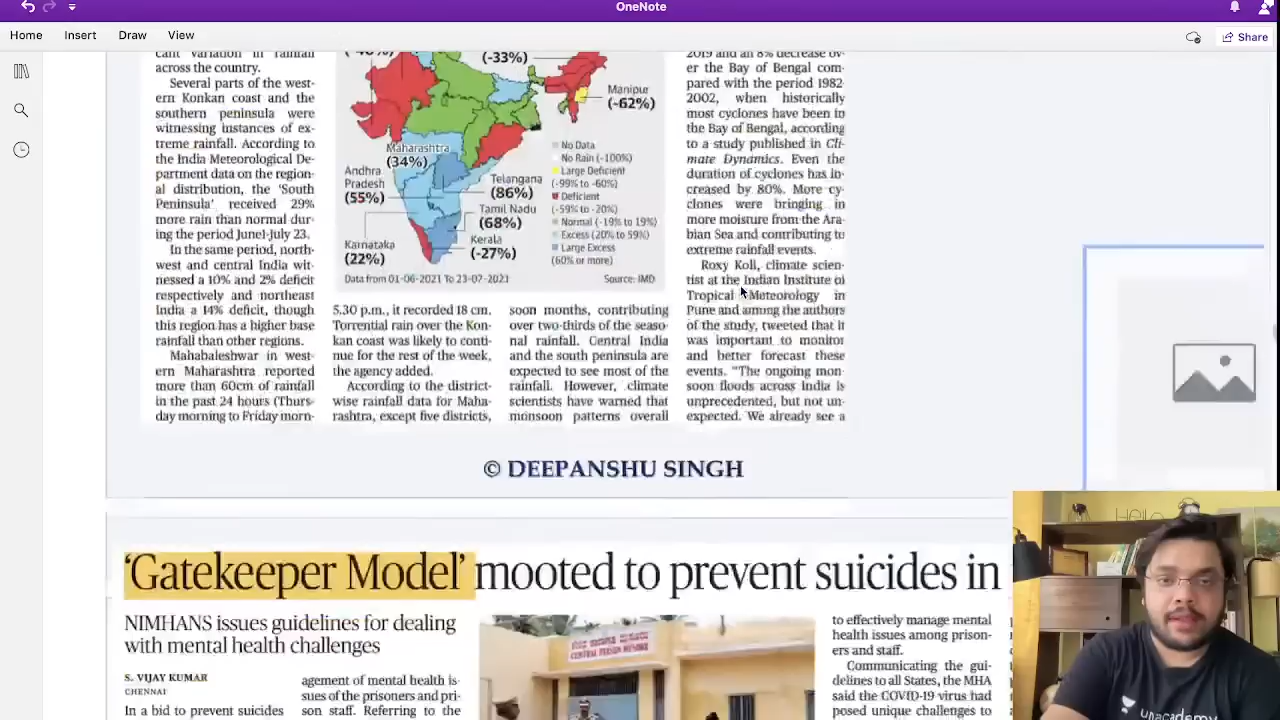 OneNote
Home Insert Draw View
Share
cant variation in rainfall
across the country.
Several parts of the west-
ern Konkan coast and the
southern peninsula were
witnessing instances of ex-
treme rainfall. According to
the India Meteorological De-
partment data on the region-
al distribution, the ‘South
Peninsula’ received 29%
more rain than normal dur-
ing the period June1-July 23.
In the same period, north-
west and central India wit-
nessed a 10% and 2% deficit
respectively and northeast
India a 14% deficit, though
this region has a higher base
rainfall than other regions.
Mahabaleshwar in west-
ern Maharashtra reported
more than 60cm of rainfall
in the past 24 hours (Thurs-
day morning to Friday morn-
(-33%)
Manipur
(-62%)
Maharashtra
(34%)
Andhra
Pradesh
(55%)
Telangana
(86%)
Tamil Nadu
(68%)
Karnataka
(22%)
Kerala
(-27%)
No Data
No Rain (-100%)
Large Deficient
(-99% to -60%)
Deficient
(-59% to -20%)
Normal (-19% to 19%)
Excess (20% to 59%)
Large Excess
(60% or more)
Data from 01-06-2021 To 23-07-2021
Source: IMD
5.30 p.m., it recorded 18 cm.
Torrential rain over the Kon-
kan coast was likely to conti-
nue for the rest of the week,
the agency added.
According to the district-
wise rainfall data for Maha-
rashtra, except five districts,
soon months, contributing
over two-thirds of the seaso-
nal rainfall. Central India
and the south peninsula are
expected to see most of the
rainfall. However, climate
scientists have warned that
monsoon patterns overall
2019 and an 8% decrease ov-
er the Bay of Bengal com-
pared with the period 1982-
2002, when historically
most cyclones have been in
the Bay of Bengal, according
to a study published in Cli-
mate Dynamics. Even the
duration of cyclones has in-
creased by 80%. More cy-
clones were bringing in
more moisture from the Ara-
bian Sea and contributing to
extreme rainfall events.
Roxy Koll, climate scien-
tist at the Indian Institute of
Tropical Meteorology in
Pune and among the authors
of the study, tweeted that it
was important to monitor
and better forecast these
events. “The ongoing mon-
soon floods across India is
unprecedented, but not un-
expected. We already see a
© DEEPANSHU SINGH
‘Gatekeeper Model’ mooted to prevent suicides in
NIMHANS issues guidelines for dealing
with mental health challenges
S. VIJAY KUMAR
CHENNAI
In a bid to prevent suicides
agement of mental health is-
sues of the prisoners and pri-
son staff. Referring to the
to effectively manage mental
health issues among prison-
ers and staff.
Communicating the gui-
delines to all States, the MHA
said the COVID-19 virus had
posed unique challenges to
unacademy